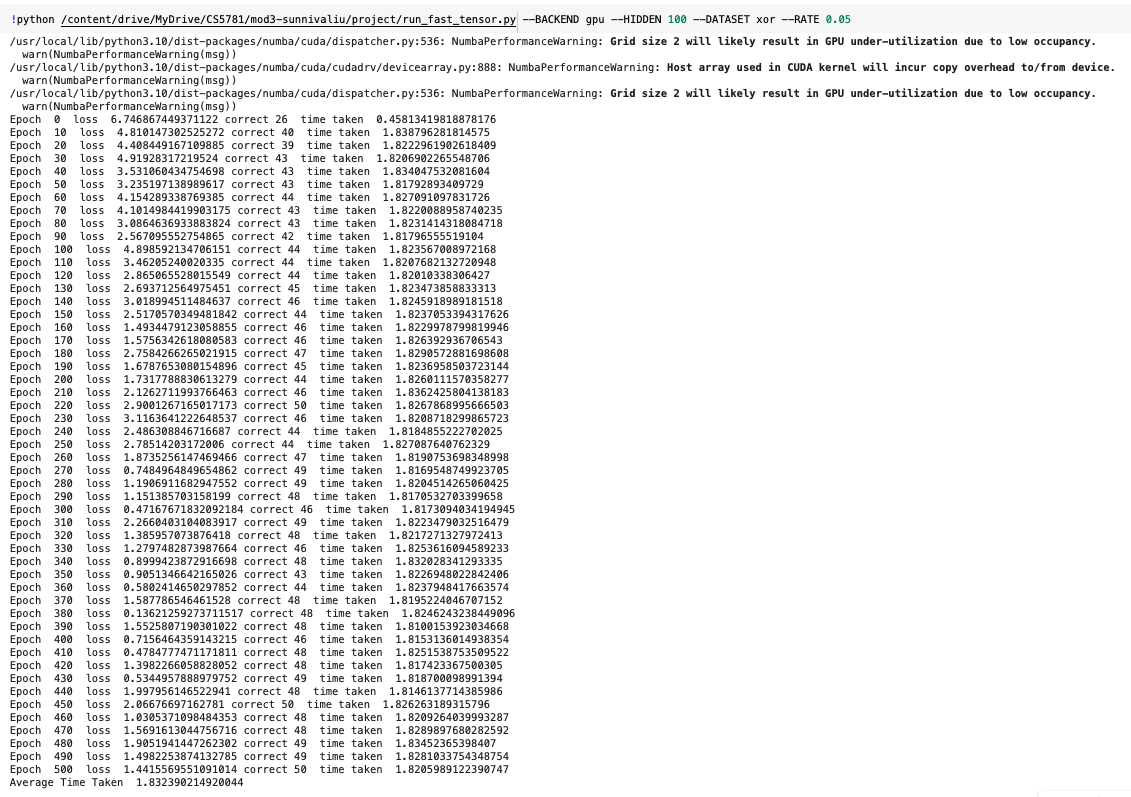 !python /content/drive/MyDrive/CS5781/mod3-sunnivaliu/project/run_fast_tensor.py --BACKEND gpu --HIDDEN 100 --DATASET xor --RATE 0.05
/usr/local/lib/python3.10/dist-packages/numba/cuda/dispatcher.py:536: NumbaPerformanceWarning: Grid size 2 will likely result in GPU under-utilization due to low occupancy.
  warn(NumbaPerformanceWarning(msg))
/usr/local/lib/python3.10/dist-packages/numba/cuda/cudadrv/devicearray.py:888: NumbaPerformanceWarning: Host array used in CUDA kernel will incur copy overhead to/from device.
  warn(NumbaPerformanceWarning(msg))
/usr/local/lib/python3.10/dist-packages/numba/cuda/dispatcher.py:536: NumbaPerformanceWarning: Grid size 2 will likely result in GPU under-utilization due to low occupancy.
  warn(NumbaPerformanceWarning(msg))
Epoch  0  loss  6.746867449371122 correct 26  time taken  0.45813419818878176
Epoch  10  loss  4.810147302525272 correct 40  time taken  1.838796281814575
Epoch  20  loss  4.408449167109885 correct 39  time taken  1.8222961902618409
Epoch  30  loss  4.91928317219524 correct 43  time taken  1.8206902265548706
Epoch  40  loss  3.531060434754698 correct 43  time taken  1.834047532081604
Epoch  50  loss  3.235197138989617 correct 43  time taken  1.81792893409729
Epoch  60  loss  4.154289338769385 correct 44  time taken  1.827091097831726
Epoch  70  loss  4.1014984419903175 correct 43  time taken  1.8220088958740235
Epoch  80  loss  3.0864636933883824 correct 43  time taken  1.8231414318084718
Epoch  90  loss  2.567095552754865 correct 42  time taken  1.81796555519104
Epoch  100  loss  4.898592134706151 correct 44  time taken  1.823567008972168
Epoch  110  loss  3.46205240020335 correct 44  time taken  1.8207682132720948
Epoch  120  loss  2.865065528015549 correct 44  time taken  1.82010338306427
Epoch  130  loss  2.693712564975451 correct 45  time taken  1.823473858833313
Epoch  140  loss  3.018994511484637 correct 46  time taken  1.8245918989181518
Epoch  150  loss  2.5170570349481842 correct 44  time taken  1.8237053394317626
Epoch  160  loss  1.4934479123058855 correct 46  time taken  1.8229978799819946
Epoch  170  loss  1.5756342618080583 correct 46  time taken  1.826392936706543
Epoch  180  loss  2.7584266265021915 correct 47  time taken  1.8290572881698608
Epoch  190  loss  1.6787653080154896 correct 45  time taken  1.8236958503723144
Epoch  200  loss  1.7317788830613279 correct 44  time taken  1.8260111570358277
Epoch  210  loss  2.1262711993766463 correct 46  time taken  1.8362425804138183
Epoch  220  loss  2.9001267165017173 correct 50  time taken  1.8267868995666503
Epoch  230  loss  3.1163641222648537 correct 46  time taken  1.8208718299865723
Epoch  240  loss  2.486308846716687 correct 44  time taken  1.8184855222702025
Epoch  250  loss  2.78514203172006 correct 44  time taken  1.827087640762329
Epoch  260  loss  1.8735256147469466 correct 47  time taken  1.8190753698348998
Epoch  270  loss  0.7484964849654862 correct 49  time taken  1.8169548749923705
Epoch  280  loss  1.1906911682947552 correct 49  time taken  1.8204514265060425
Epoch  290  loss  1.151385703158199 correct 48  time taken  1.8170532703399658
Epoch  300  loss  0.47167671832092184 correct 46  time taken  1.8173094034194945
Epoch  310  loss  2.2660403104083917 correct 49  time taken  1.8223479032516479
Epoch  320  loss  1.385957073876418 correct 48  time taken  1.8217271327972413
Epoch  330  loss  1.2797482873987664 correct 46  time taken  1.8253616094589233
Epoch  340  loss  0.8999423872916698 correct 48  time taken  1.832028341293335
Epoch  350  loss  0.9051346642165026 correct 43  time taken  1.8226948022842406
Epoch  360  loss  0.5802414650297852 correct 44  time taken  1.8237948417663574
Epoch  370  loss  1.587786546461528 correct 48  time taken  1.8195224046707152
Epoch  380  loss  0.13621259273711517 correct 48  time taken  1.8246243238449096
Epoch  390  loss  1.5525807190301022 correct 48  time taken  1.8100153923034668
Epoch  400  loss  0.7156464359143215 correct 46  time taken  1.8153136014938354
Epoch  410  loss  0.4784777471171811 correct 48  time taken  1.8251538753509522
Epoch  420  loss  1.3982266058828052 correct 48  time taken  1.817423367500305
Epoch  430  loss  0.5344957888979752 correct 49  time taken  1.818700098991394
Epoch  440  loss  1.997956146522941 correct 48  time taken  1.8146137714385986
Epoch  450  loss  2.06676697162781 correct 50  time taken  1.826263189315796
Epoch  460  loss  1.0305371098484353 correct 48  time taken  1.8209264039993287
Epoch  470  loss  1.5691613044756716 correct 48  time taken  1.8289897680282592
Epoch  480  loss  1.9051941447262302 correct 49  time taken  1.83452365398407
Epoch  490  loss  1.4982253874132785 correct 49  time taken  1.8281033754348754
Epoch  500  loss  1.4415569551091014 correct 50  time taken  1.8205989122390747
Average Time Taken  1.832390214920044